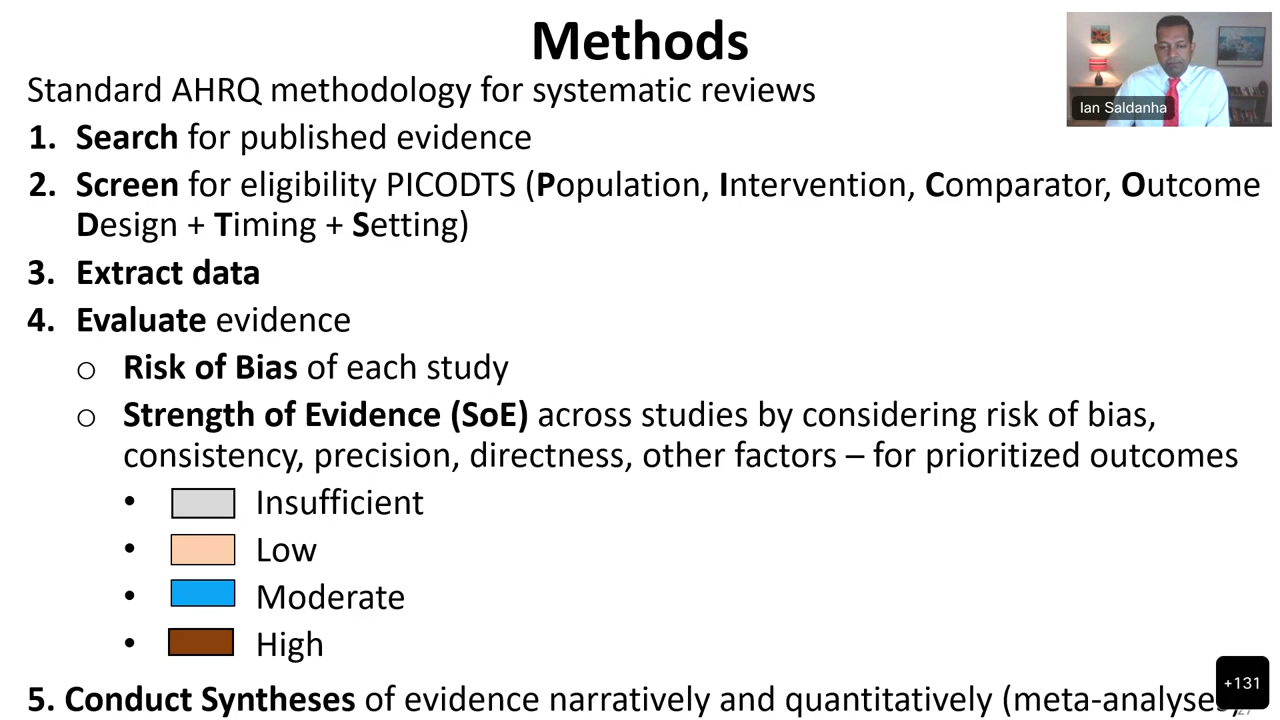 Methods
Standard AHRQ methodology for systematic reviews
1. Search for published evidence
2. Screen for eligibility PICODTS (Population, Intervention, Comparator, Outcome
Design + Timing + Setting)
3. Extract data
4. Evaluate evidence
o Risk of Bias of each study
o Strength of Evidence (SoE) across studies by considering risk of bias,
consistency, precision, directness, other factors – for prioritized outcomes
• Insufficient
• Low
• Moderate
• High
5. Conduct Syntheses of evidence narratively and quantitatively (meta-analyses
Ian Saldanha
+131